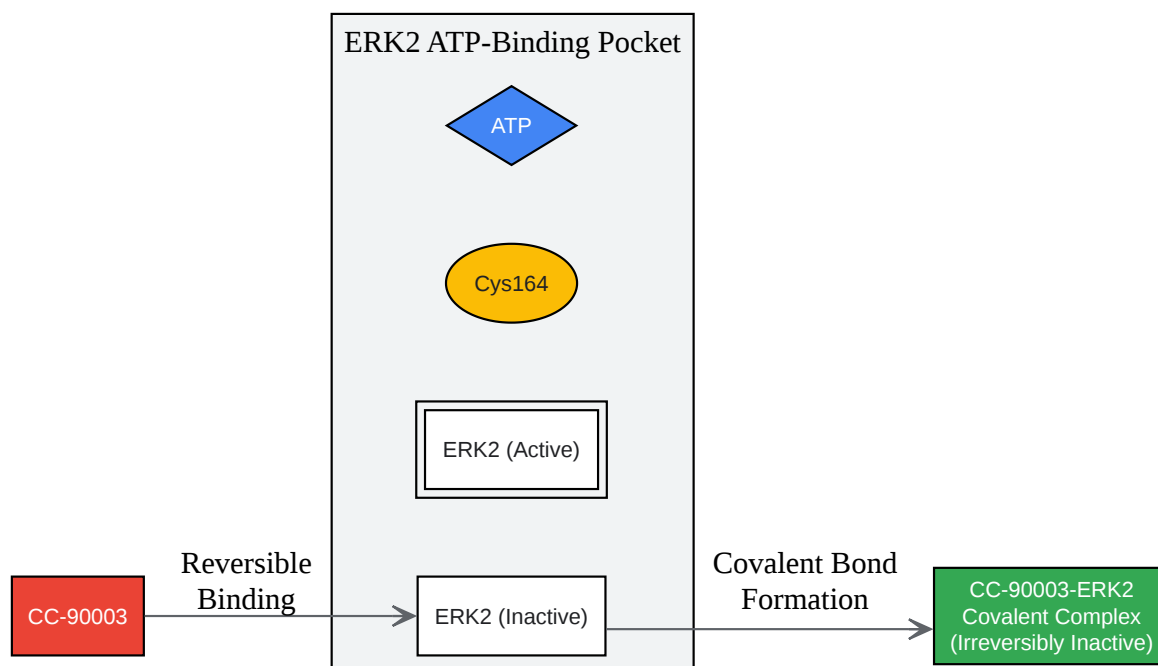 ERK2 ATP-Binding Pocket
ATP
Cys164
ERK2 (Active)
CC-90003
Reversible
Binding
ERK2 (Inactive)
Covalent Bond
Formation
CC-90003-ERK2
Covalent Complex
(Irreversibly Inactive)